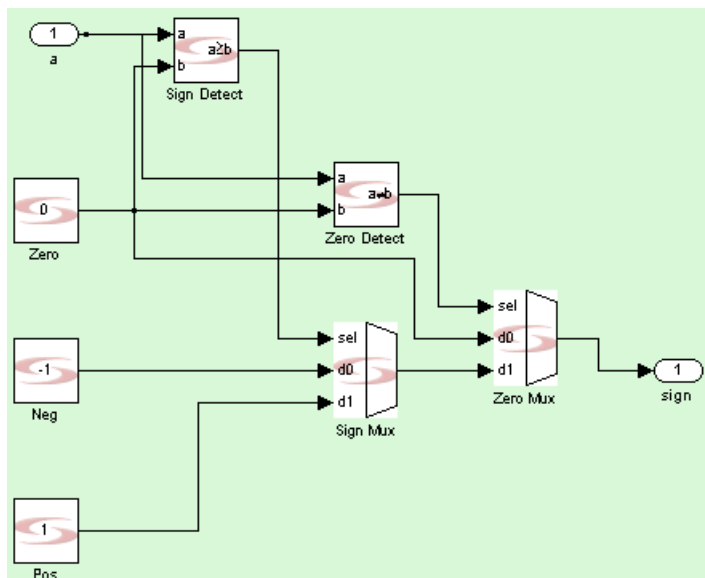 1
a
a
b
a≥b
Sign Detect
a
b
a≠b
Zero Detect
0
Zero
sel
d0
d1
Zero Mux
1
sign
-1
Neg
sel
d0
d1
Sign Mux
1
Pos